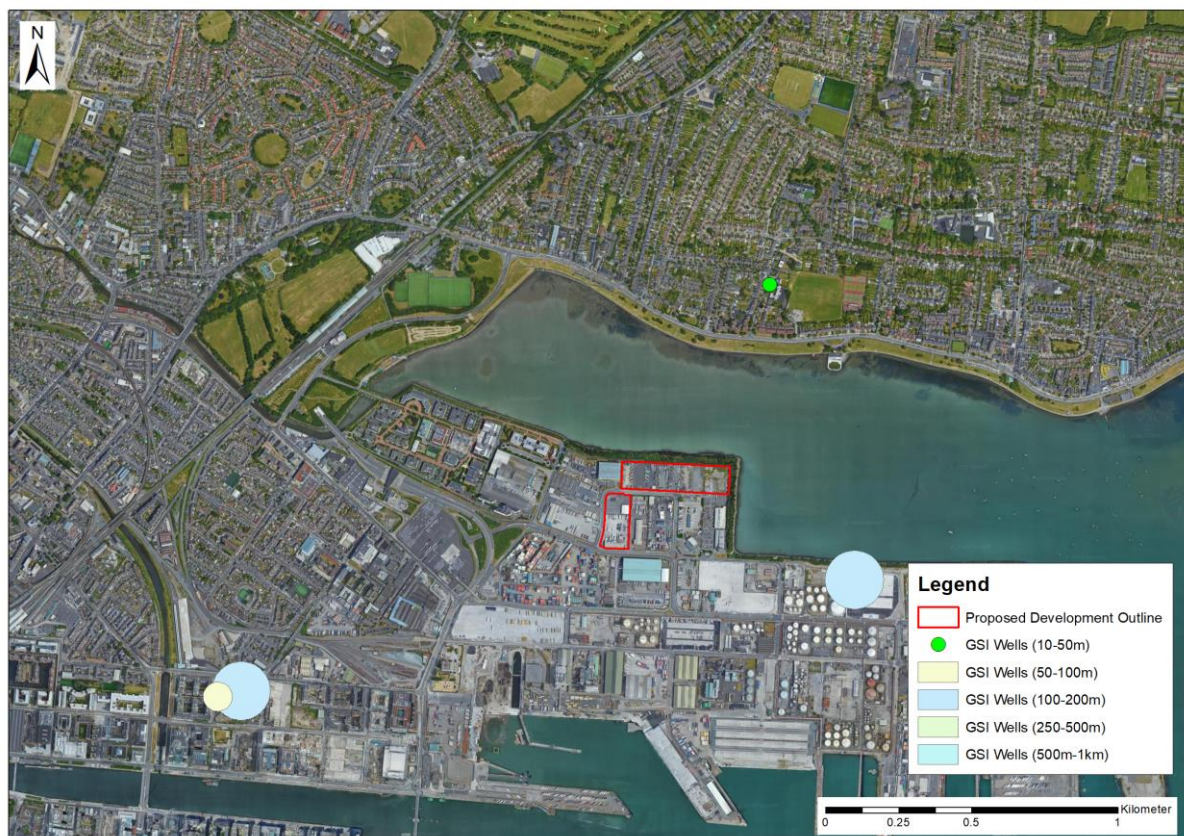 N
Legend
Proposed Development Outline
GSI Wells (10-50m)
GSI Wells (50-100m)
GSI Wells (100-200m)
GSI Wells (250-500m)
GSI Wells (500m-1km)
Kilometer
0 0.25 0.5 1